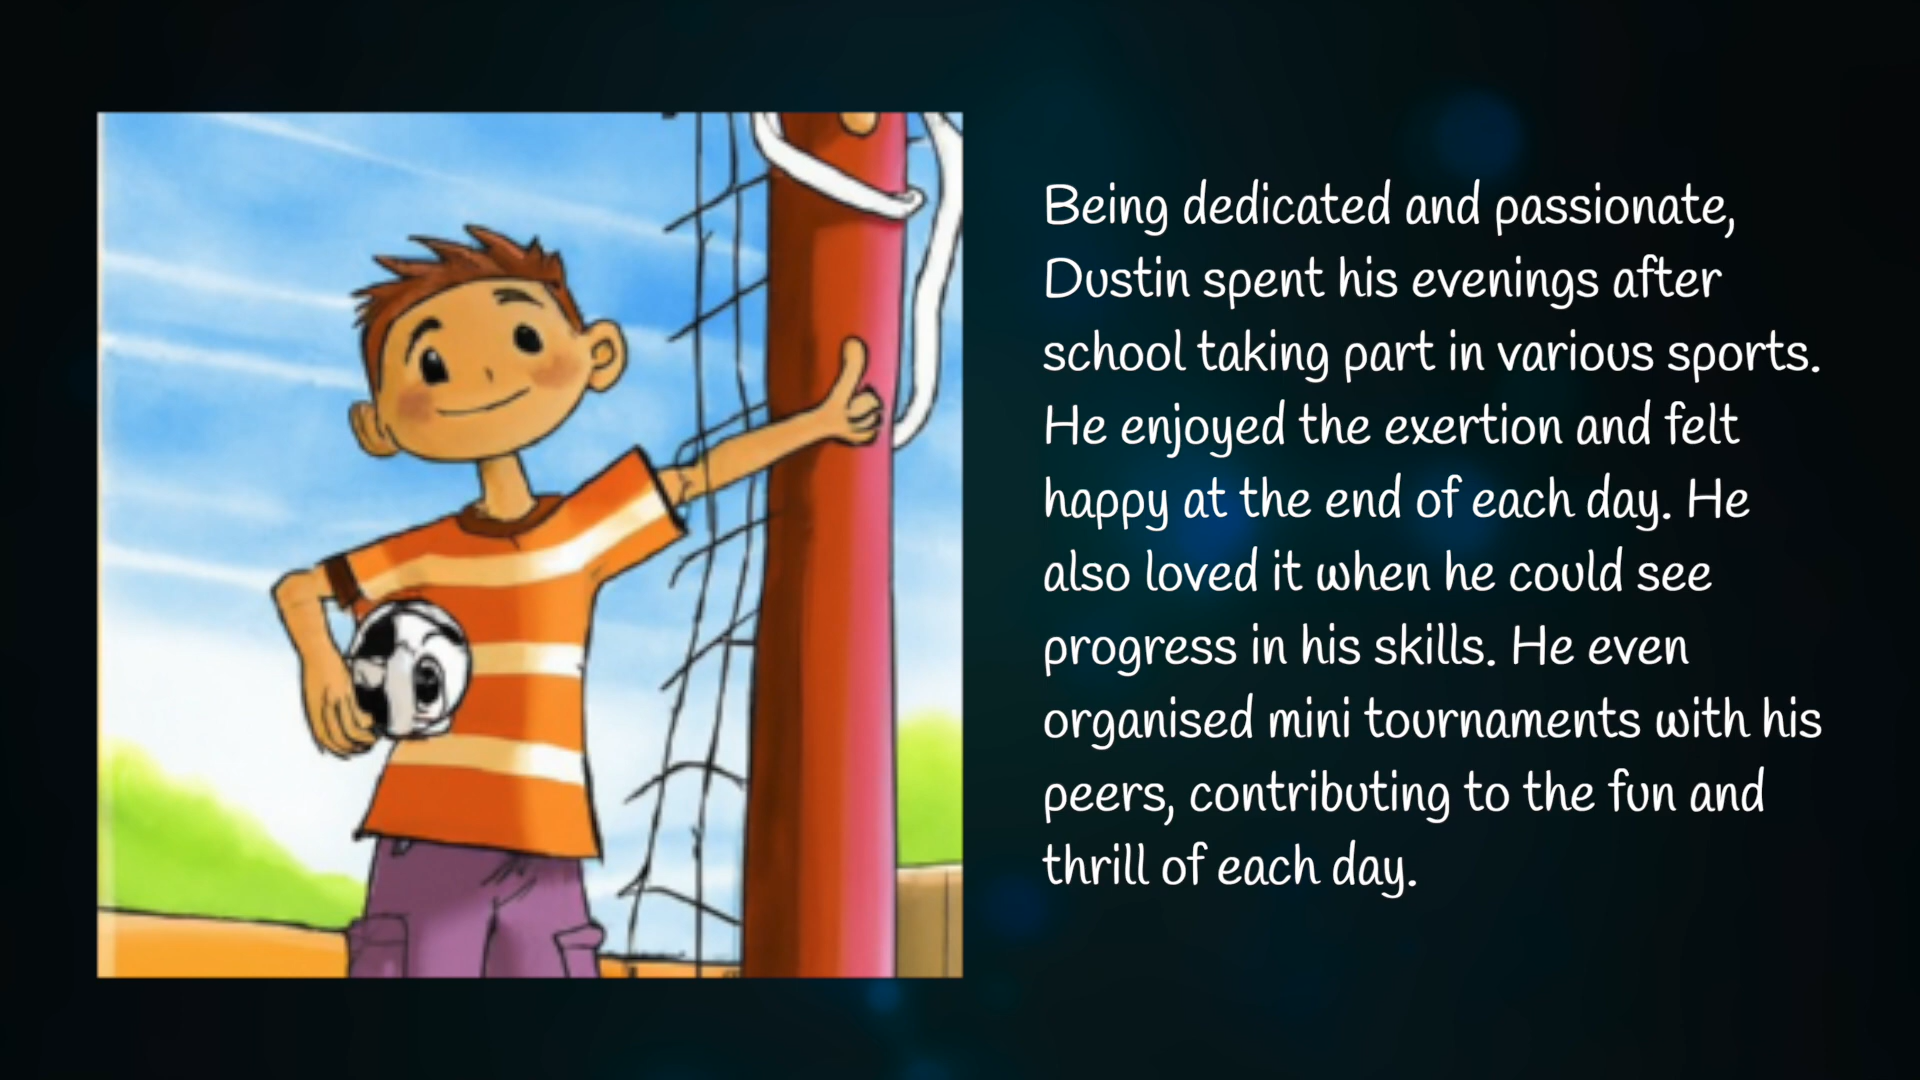 Being dedicated and passionate,
Dustin spent his evenings after
school taking part in various sports.
He enjoyed the exertion and felt
happy at the end of each day. He
also loved it when he could see
progress in his skills. He even
organised mini tournaments with his
peers, contributing to the fun and
thrill of each day.